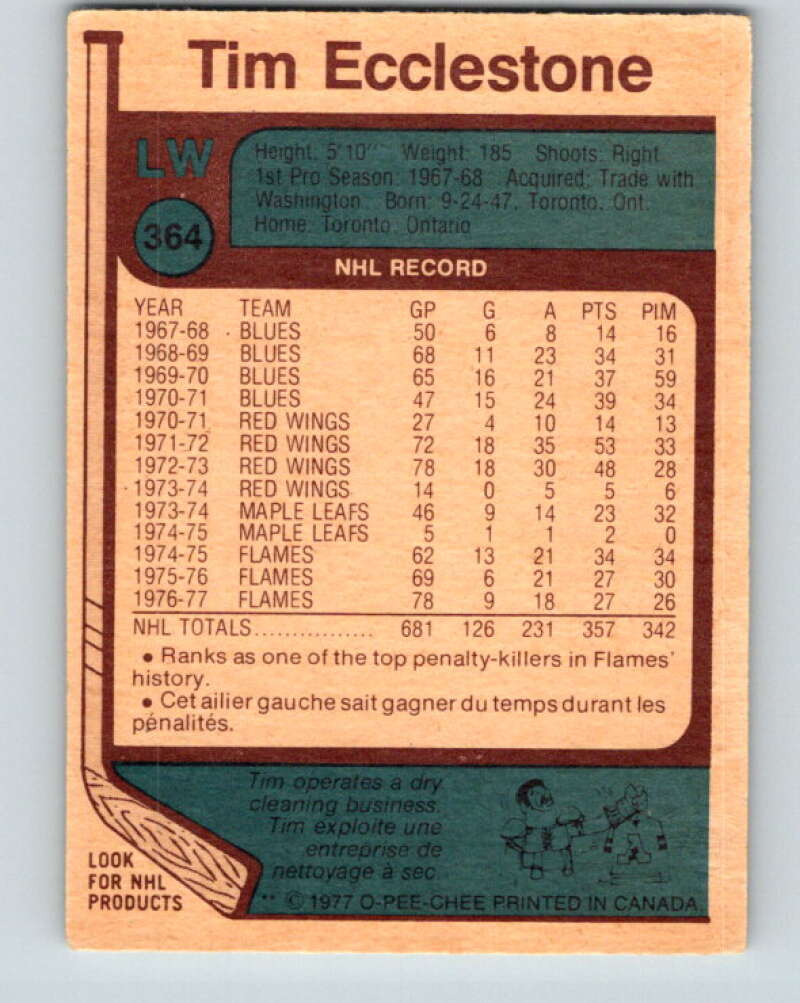 Tim Ecclestone
LW
Height: 5'10" Weight: 185 Shoots: Right
1st Pro Season: 1967-68 Acquired: Trade with
Washington. Born: 9-24-47, Toronto, Ont.
Home: Toronto, Ontario
364
NHL RECORD
YEAR TEAM GP G A PTS PIM
1967-68 BLUES 50 6 8 14 16
1968-69 BLUES 68 11 23 34 31
1969-70 BLUES 65 16 21 37 59
1970-71 BLUES 47 15 24 39 34
1970-71 RED WINGS 27 4 10 14 13
1971-72 RED WINGS 72 18 35 53 33
1972-73 RED WINGS 78 18 30 48 28
1973-74 RED WINGS 14 0 5 5 6
1973-74 MAPLE LEAFS 46 9 14 23 32
1974-75 MAPLE LEAFS 5 1 1 2 0
1974-75 FLAMES 62 13 21 34 34
1975-76 FLAMES 69 6 21 27 30
1976-77 FLAMES 78 9 18 27 26
NHL TOTALS................ 681 126 231 357 342
• Ranks as one of the top penalty-killers in Flames'
history.
• Cet ailier gauche sait gagner du temps durant les
pénalités.
Tim operates a dry
cleaning business.
Tim exploite une
entreprise de
nettoyage à sec.
LOOK
FOR NHL
PRODUCTS
** © 1977 O-PEE-CHEE PRINTED IN CANADA.